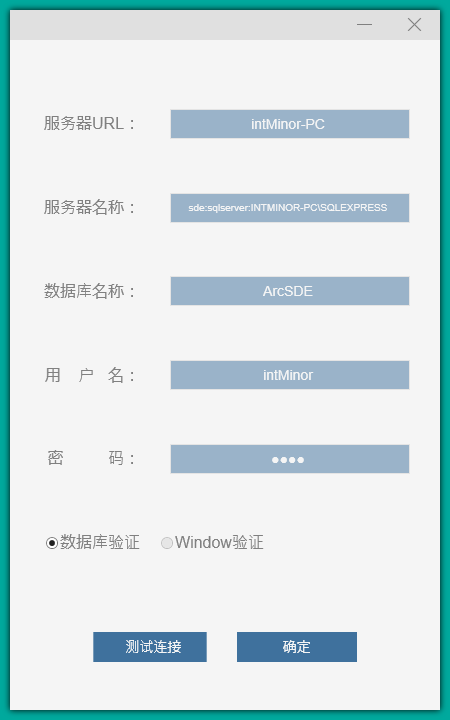 服务器URL： intMinor-PC
服务器名称： sde:sqlserver:INTMINOR-PC\SQLEXPRESS
数据库名称： ArcSDE
用 户 名： intMinor
密 码： ●●●●
数据库验证 Window验证
测试连接 确定